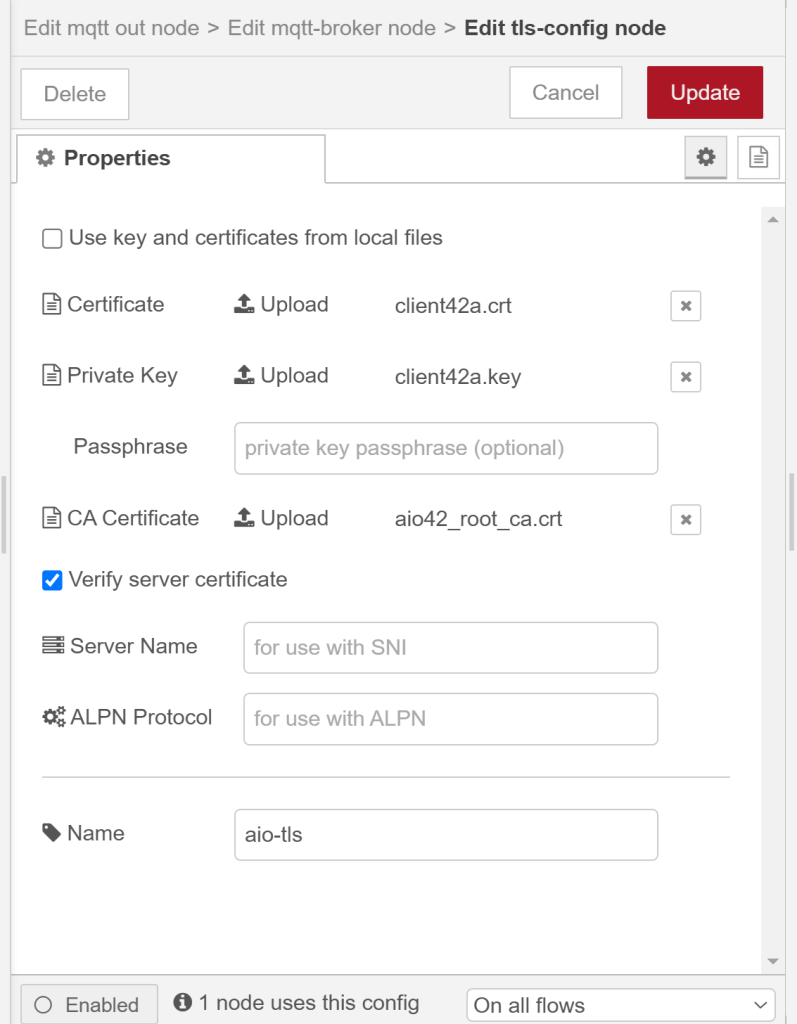 Edit mqtt out node > Edit mqtt-broker node > Edit tls-config node
Delete
Cancel
Update
Properties
Use key and certificates from local files
Certificate Upload client42a.crt
Private Key Upload client42a.key
Passphrase private key passphrase (optional)
CA Certificate Upload aio42_root_ca.crt
Verify server certificate
Server Name for use with SNI
ALPN Protocol for use with ALPN
Name aio-tls
Enabled 1 node uses this config On all flows